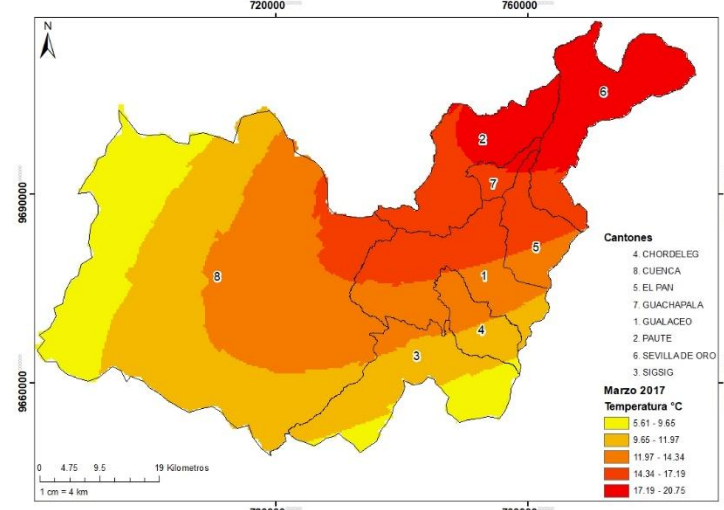 720000 760000
N
6
2
7
9690000
5
8
1
4
3
9660000
Cantones
4. CHORDELEG
8. CUENCA
5. EL PAN
7. GUACHAPALA
1. GUALACEO
2. PAUTE
6. SEVILLA DE ORO
3. SIGSIG
Marzo 2017
Temperatura °C
5.61 - 9.65
9.65 - 11.97
11.97 - 14.34
14.34 - 17.19
17.19 - 20.75
0 4.75 9.5 19 Kilometros
1 cm = 4 km